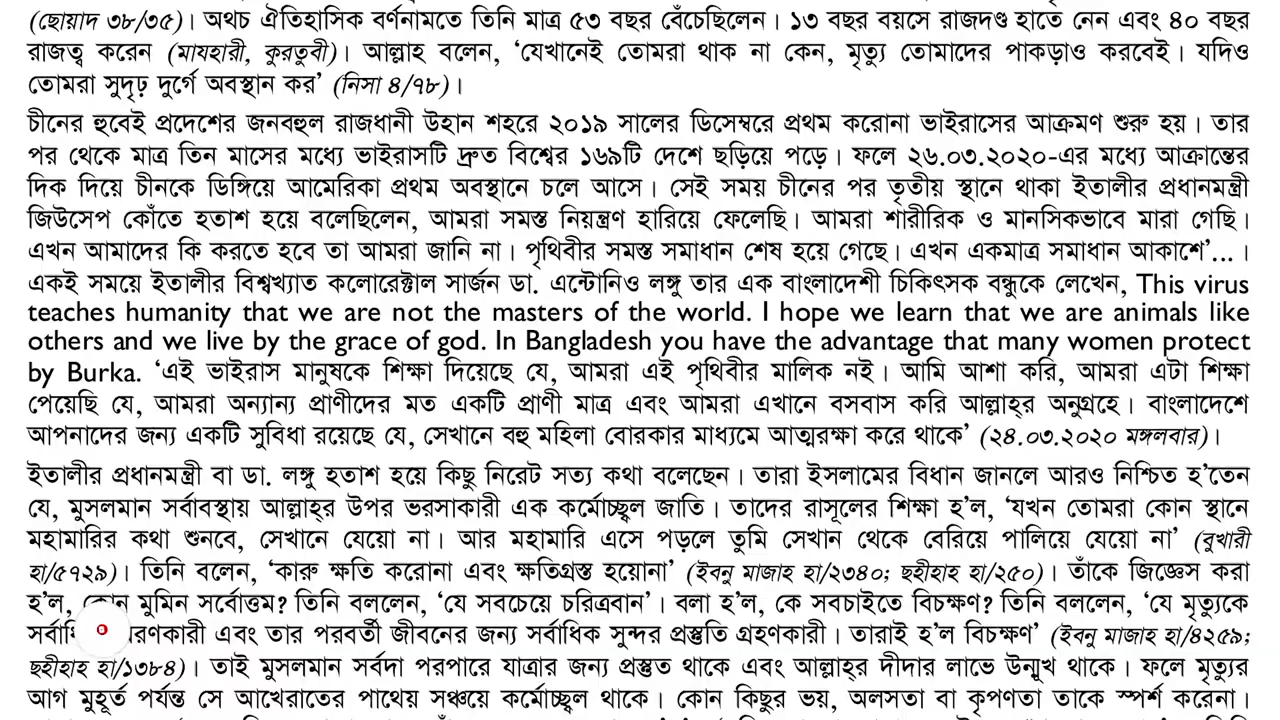 (ছোয়াদ ৩৮/৩৫)। অথচ ঐতিহাসিক বর্ণনামতে তিনি মাত্র ৫৩ বছর বেঁচেছিলেন। ১৩ বছর বয়সে রাজদণ্ড হাতে নেন এবং ৪০ বছর
রাজত্ব করেন (মাযহারী, কুরতুবী)। আল্লাহ বলেন, ‘যেখানেই তোমরা থাক না কেন, মৃত্যু তোমাদের পাকড়াও করবেই। যদিও
তোমরা সুদৃঢ় দুর্গে অবস্থান কর’ (নিসা ৪/৭৮)।
চীনের হুবেই প্রদেশের জনবহুল রাজধানী উহান শহরে ২০১৯ সালের ডিসেম্বরে প্রথম করোনা ভাইরাসের আক্রমণ শুরু হয়। তার
পর থেকে মাত্র তিন মাসের মধ্যে ভাইরাসটি দ্রুত বিশ্বের ১৬৯টি দেশে ছড়িয়ে পড়ে। ফলে ২৬.০৩.২০২০-এর মধ্যে আক্রান্তের
দিক দিয়ে চীনকে ডিঙ্গিয়ে আমেরিকা প্রথম অবস্থানে চলে আসে। সেই সময় চীনের পর তৃতীয় স্থানে থাকা ইতালীর প্রধানমন্ত্রী
জিউসেপ কোঁতে হতাশ হয়ে বলেছিলেন, আমরা সমস্ত নিয়ন্ত্রণ হারিয়ে ফেলেছি। আমরা শারীরিক ও মানসিকভাবে মারা গেছি।
এখন আমাদের কি করতে হবে তা আমরা জানি না। পৃথিবীর সমস্ত সমাধান শেষ হয়ে গেছে। এখন একমাত্র সমাধান আকাশে’...।
একই সময়ে ইতালীর বিশ্বখ্যাত কলোরেক্টাল সার্জন ডা. এন্টোনিও লঙ্গু তার এক বাংলাদেশী চিকিৎসক বন্ধুকে লেখেন, This virus
teaches humanity that we are not the masters of the world. I hope we learn that we are animals like
others and we live by the grace of god. In Bangladesh you have the advantage that many women protect
by Burka. ‘এই ভাইরাস মানুষকে শিক্ষা দিয়েছে যে, আমরা এই পৃথিবীর মালিক নই। আমি আশা করি, আমরা এটা শিক্ষা
পেয়েছি যে, আমরা অন্যান্য প্রাণীদের মত একটি প্রাণী মাত্র এবং আমরা এখানে বসবাস করি আল্লাহ্‌র অনুগ্রহে। বাংলাদেশে
আপনাদের জন্য একটি সুবিধা রয়েছে যে, সেখানে বহু মহিলা বোরকার মাধ্যমে আত্মরক্ষা করে থাকে’ (২৪.০৩.২০২০ মঙ্গলবার)।
ইতালীর প্রধানমন্ত্রী বা ডা. লঙ্গু হতাশ হয়ে কিছু নিরেট সত্য কথা বলেছেন। তারা ইসলামের বিধান জানলে আরও নিশ্চিত হ’তেন
যে, মুসলমান সর্বাবস্থায় আল্লাহ্‌র উপর ভরসাকারী এক কর্মোচ্ছ্বল জাতি। তাদের রাসূলের শিক্ষা হ’ল, ‘যখন তোমরা কোন স্থানে
মহামারির কথা শুনবে, সেখানে যেয়ো না। আর মহামারি এসে পড়লে তুমি সেখান থেকে বেরিয়ে পালিয়ে যেয়ো না’ (বুখারী
হা/৫৭২৯)। তিনি বলেন, ‘কারু ক্ষতি করোনা এবং ক্ষতিগ্রস্ত হয়োনা’ (ইবনু মাজাহ হা/২৩৪০; ছহীহাহ হা/২৫০)। তাঁকে জিজ্ঞেস করা
হ’ল, কোন মুমিন সর্বোত্তম? তিনি বললেন, ‘যে সবচেয়ে চরিত্রবান’। বলা হ’ল, কে সবচাইতে বিচক্ষণ? তিনি বললেন, ‘যে মৃত্যুকে
এবং তার পরবর্তী জীবনের জন্য সর্বাধিক সুন্দর প্রস্তুতি গ্রহণকারী। তারাই হ’ল বিচক্ষণ’ (ইবনু মাজাহ হা/৪২৫৯;
ছহীহাহ হা/১৩৮৪)। তাই মুসলমান সর্বদা পরপারে যাত্রার জন্য প্রস্তুত থাকে এবং আল্লাহ্‌র দীদার লাভে উন্মুখ থাকে। ফলে মৃত্যুর
আগ মুহূর্ত পর্যন্ত সে আখেরাতের পাথেয় সঞ্চয়ে কর্মোচ্ছ্বল থাকে। কোন কিছুর ভয়, অলসতা বা কৃপণতা তাকে স্পর্শ করেনা।